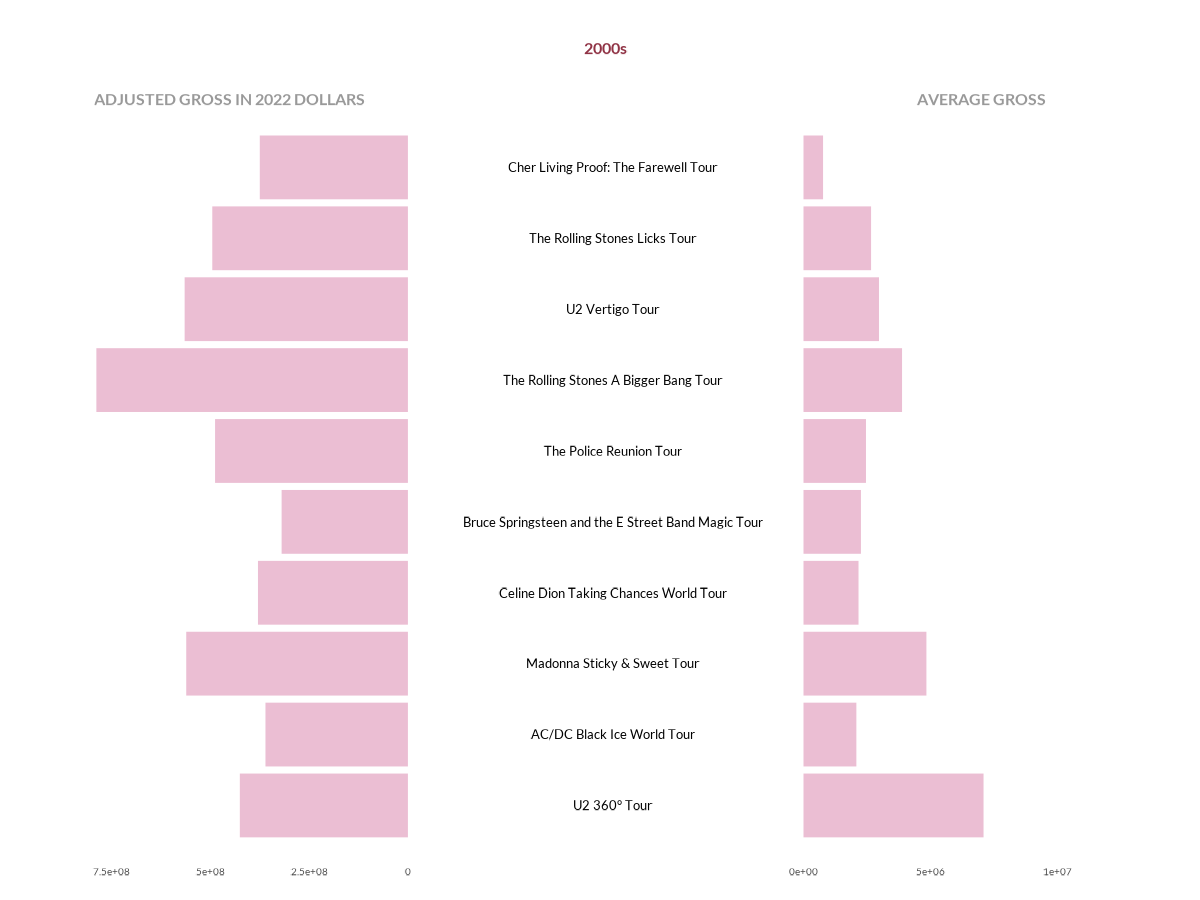 2000s
ADJUSTED GROSS IN 2022 DOLLARS
AVERAGE GROSS
Cher Living Proof: The Farewell Tour
The Rolling Stones Licks Tour
U2 Vertigo Tour
The Rolling Stones A Bigger Bang Tour
The Police Reunion Tour
Bruce Springsteen and the E Street Band Magic Tour
Celine Dion Taking Chances World Tour
Madonna Sticky & Sweet Tour
AC/DC Black Ice World Tour
U2 360° Tour
7.5e+08 5e+08 2.5e+08 0
0e+00 5e+06 1e+07